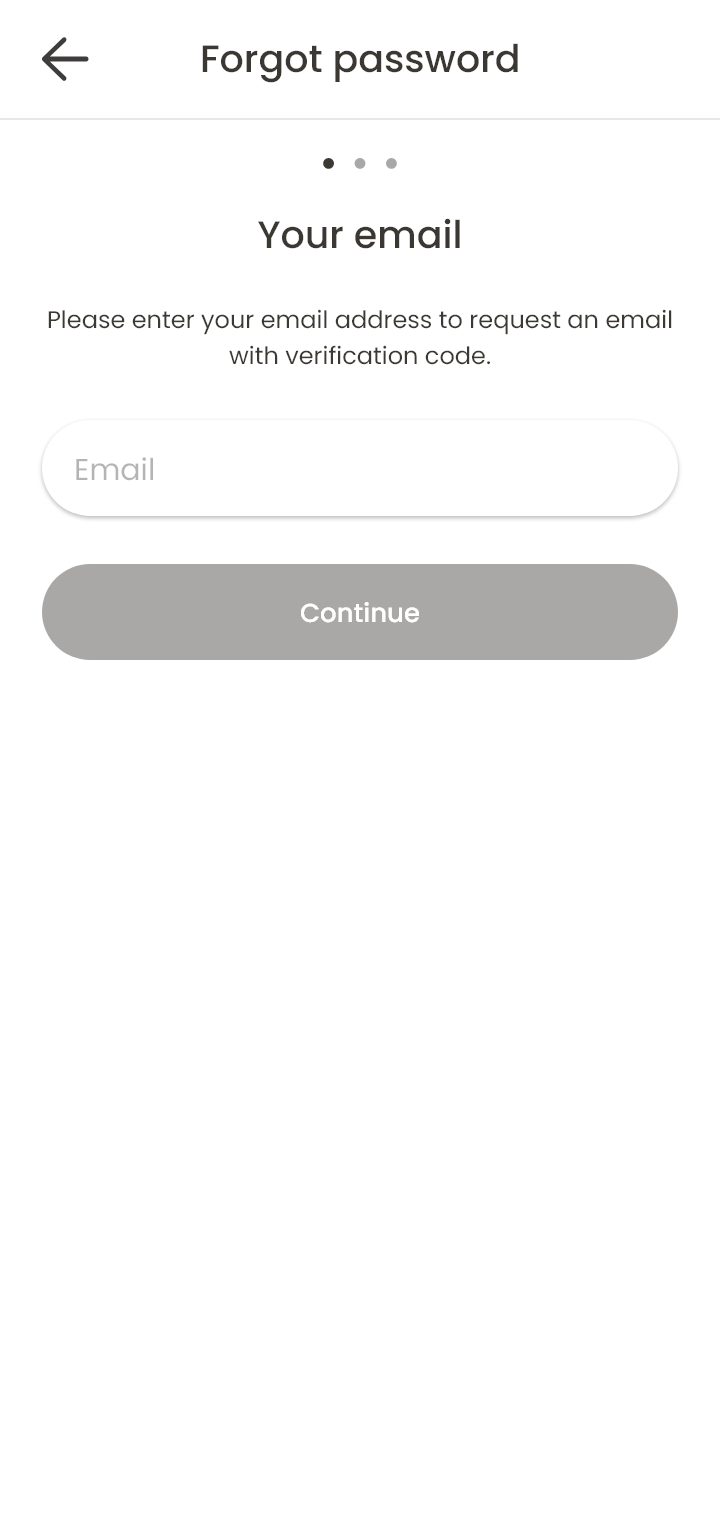 Forgot password
Your email
Please enter your email address to request an email
with verification code.
Email
Continue